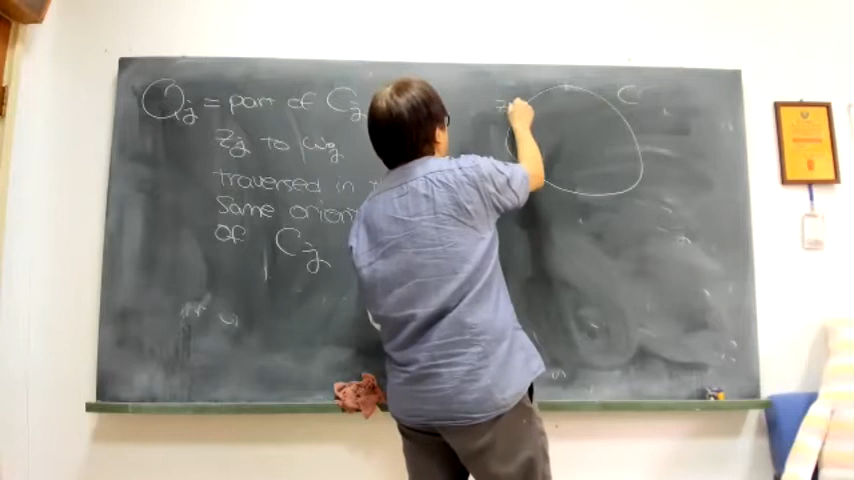 Q_j = part of C_j
z_j to w_j
traversed in
same orient
of C_j
C
z